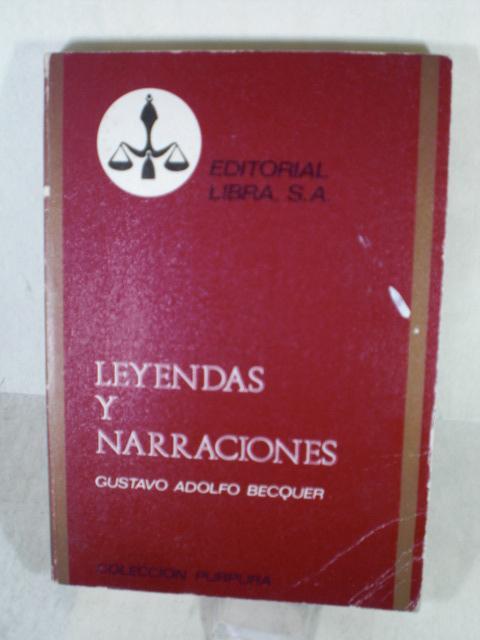 EDITORIAL
LIBRA, S.A.
LEYENDAS
Y
NARRACIONES
GUSTAVO ADOLFO BECQUER
COLECCION PURPURA